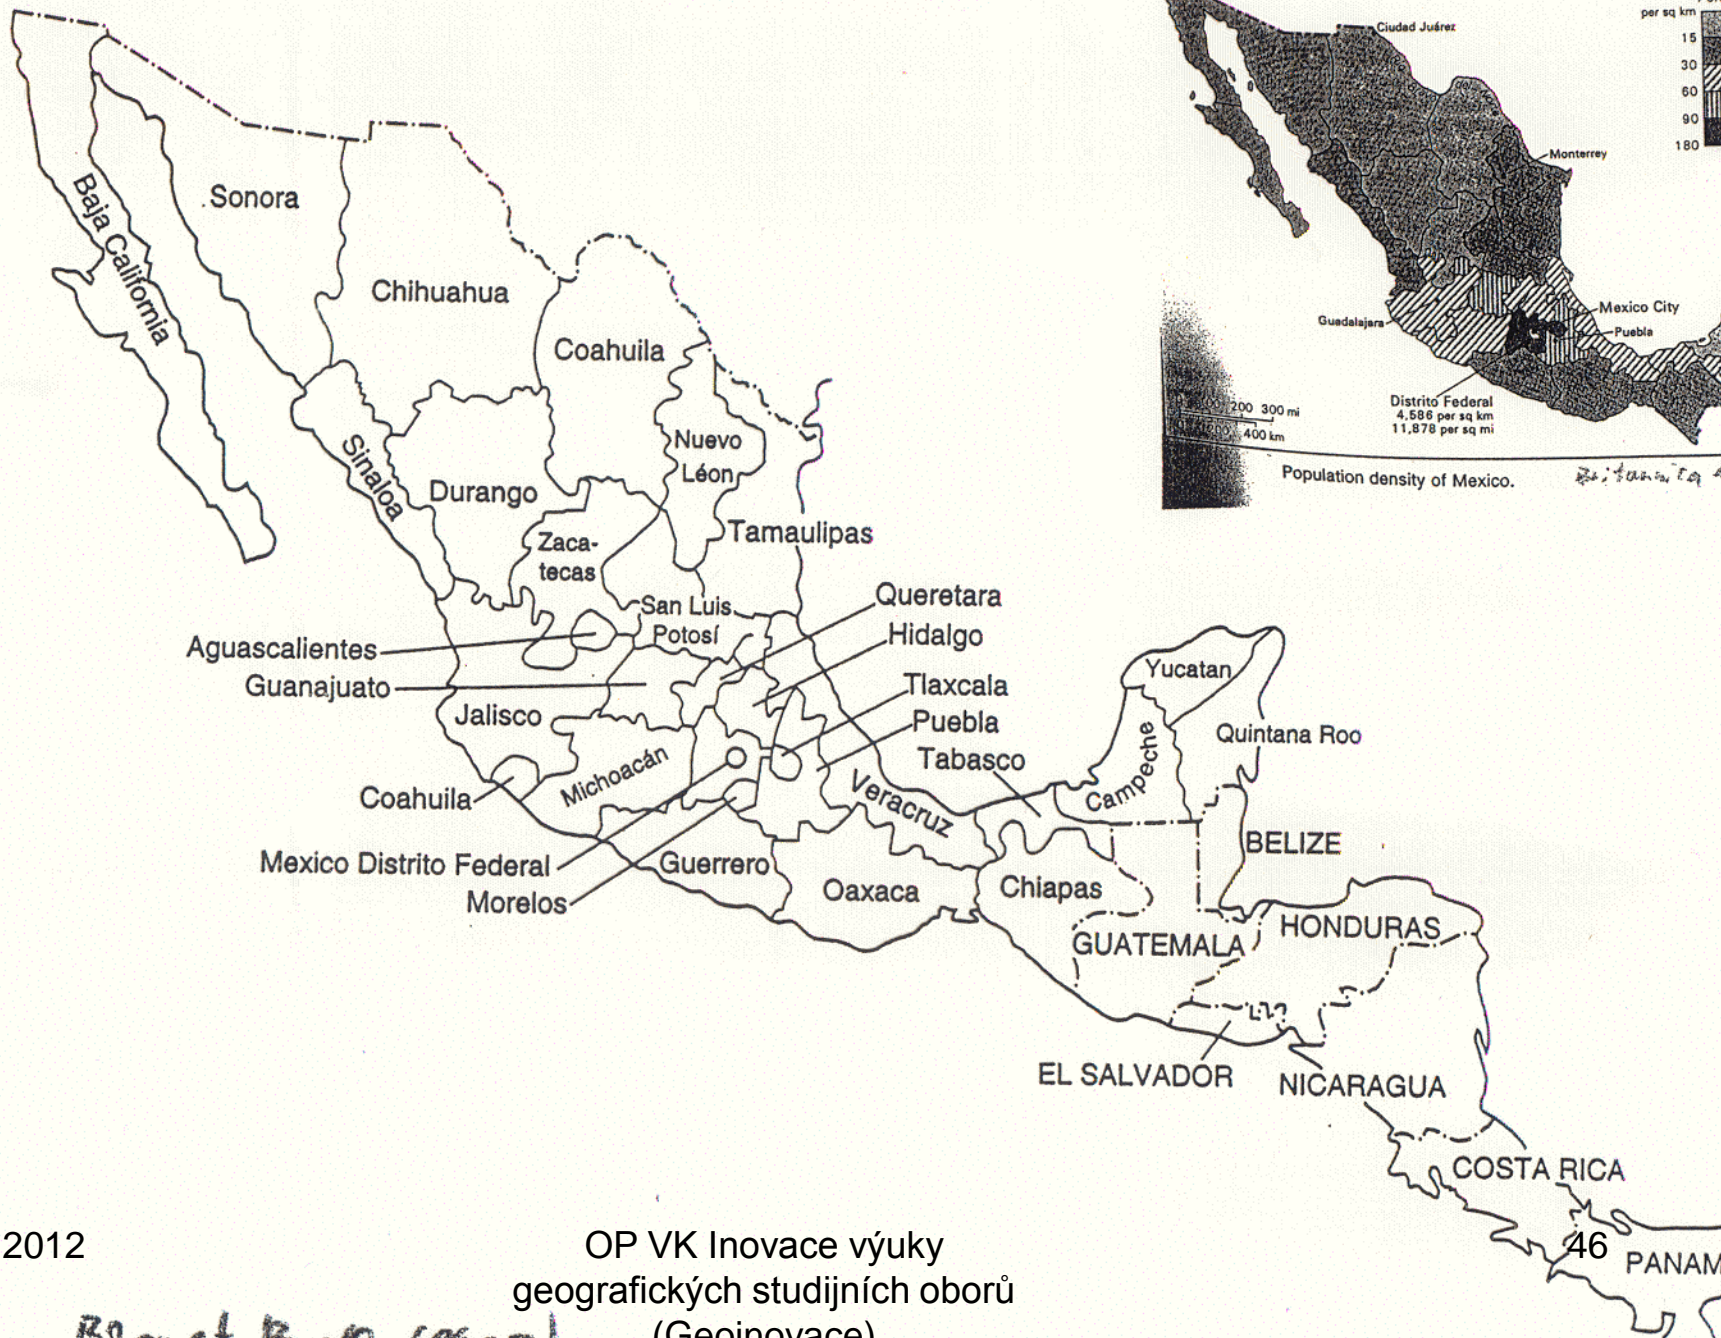 per sq km
15
30
60
90
180
Ciudad Juárez
Monterrey
Mexico City
Puebla
Guadalajara
Distrito Federal
4,586 per sq km
11,878 per sq mi
200 300 mi
400 km
Population density of Mexico.
Baja California
Sonora
Chihuahua
Coahuila
Sinaloa
Durango
Nuevo
Léon
Zaca-
tecas
Tamaulipas
San Luis
Potosí
Queretara
Hidalgo
Aguascalientes
Guanajuato
Tlaxcala
Jalisco
Puebla
Tabasco
Michoacán
Coahuila
Veracruz
Yucatan
Quintana Roo
Campeche
Mexico Distrito Federal
Morelos
Guerrero
Oaxaca
Chiapas
BELIZE
GUATEMALA
HONDURAS
EL SALVADOR
NICARAGUA
COSTA RICA
PANAM
2012
OP VK Inovace výuky
geografických studijních oborů
(Geoinovace)
46